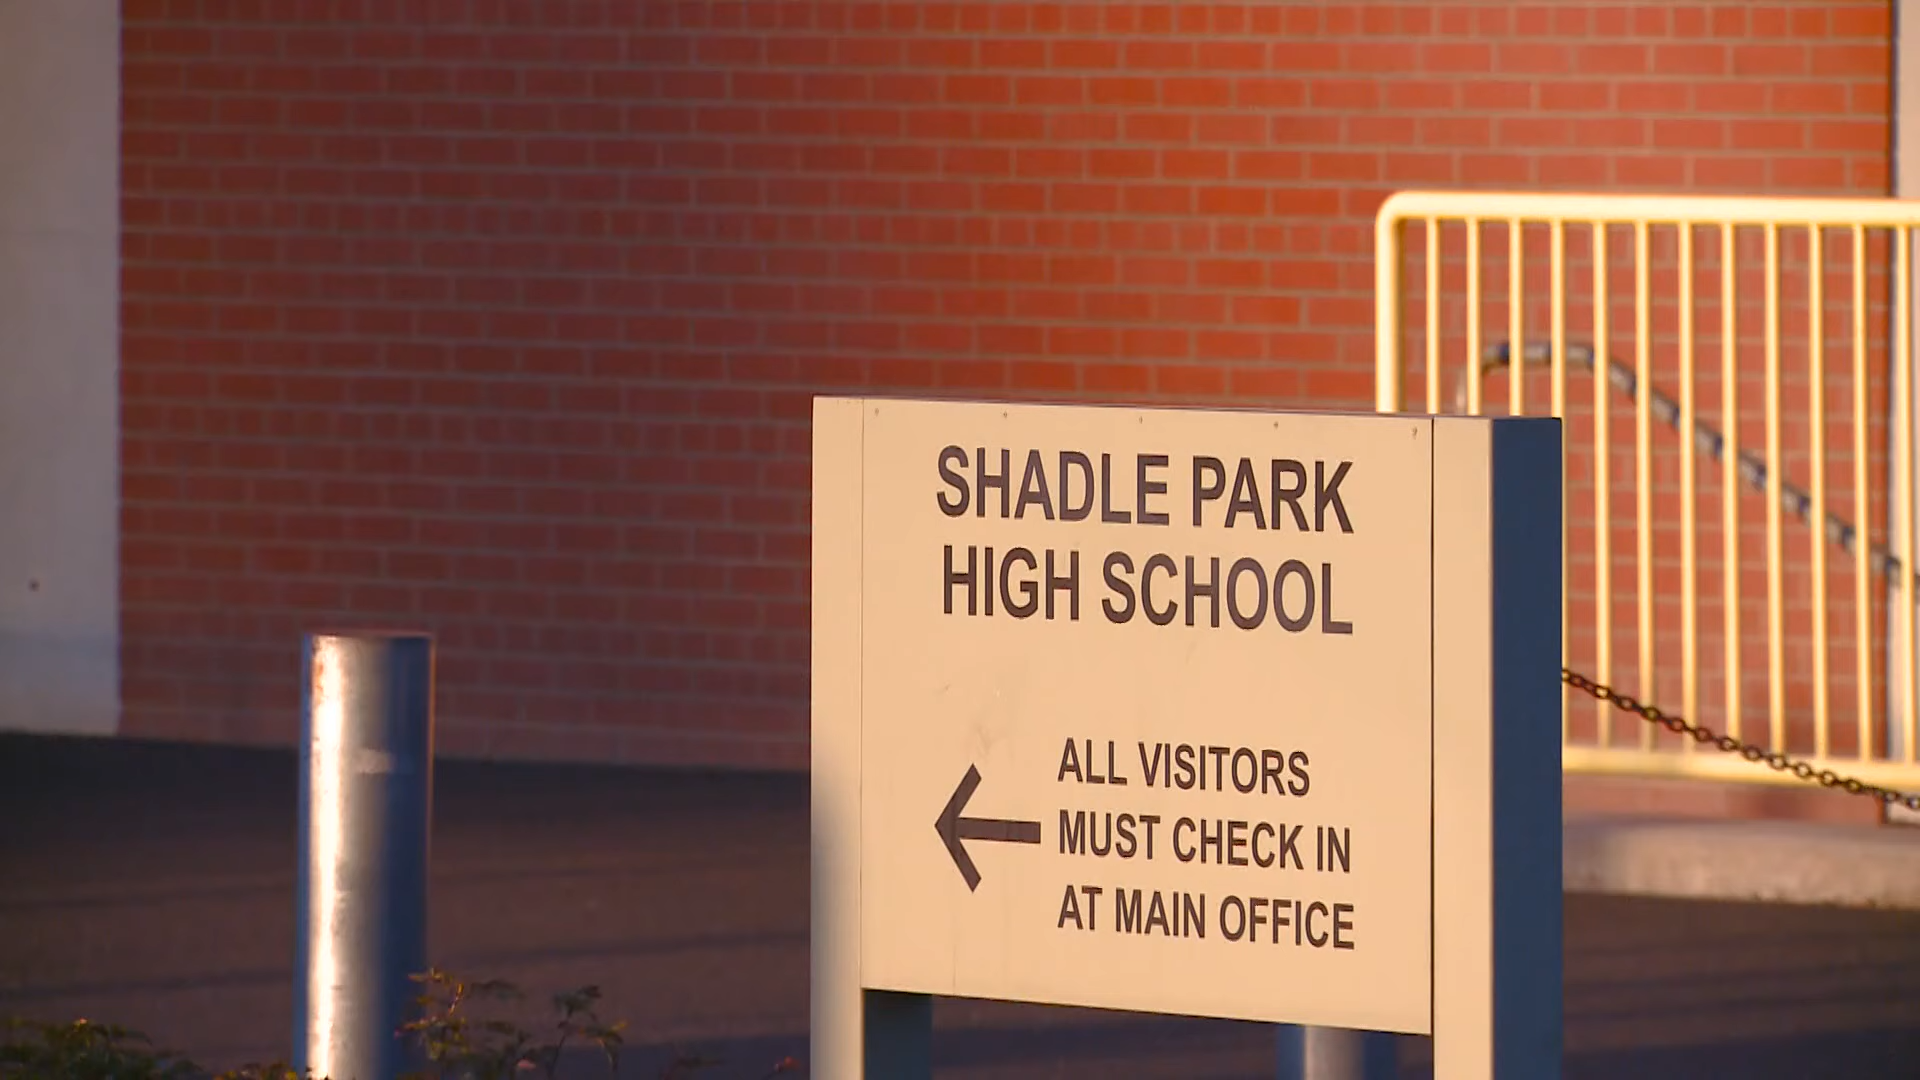 SHADLE PARK
HIGH SCHOOL
ALL VISITORS
MUST CHECK IN
AT MAIN OFFICE